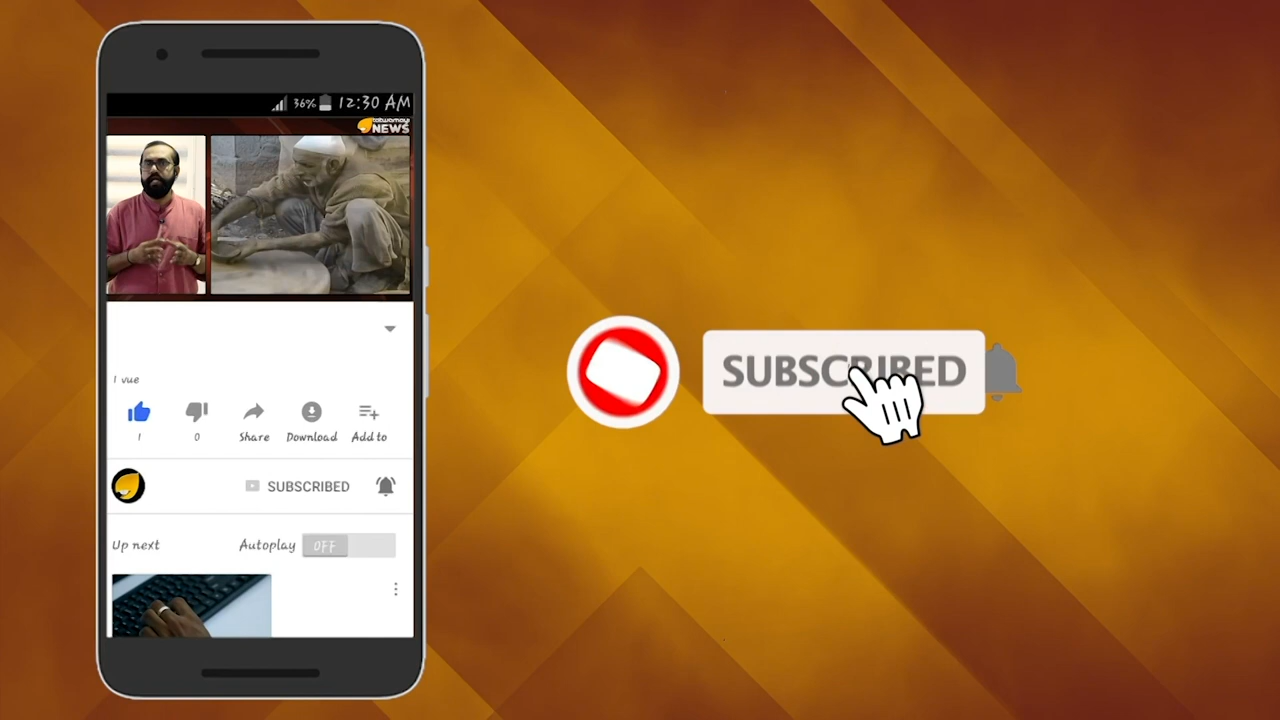 36% 12:30 AM
tatwamayi
NEWS
1 vue
1
0
Share
Download
Add to
SUBSCRIBED
Up next
Autoplay
OFF
SUBSCRIBED